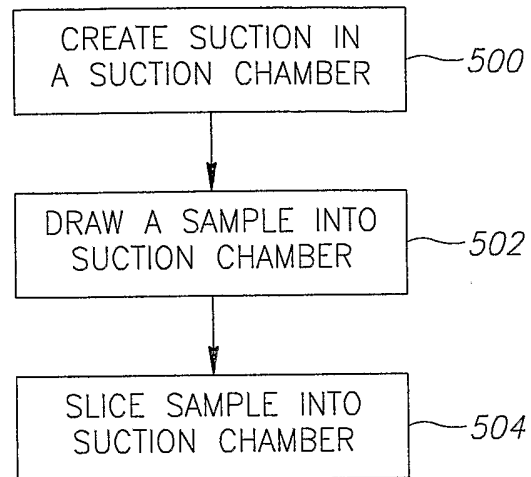 CREATE SUCTION IN
A SUCTION CHAMBER
500
DRAW A SAMPLE INTO
SUCTION CHAMBER
502
SLICE SAMPLE INTO
SUCTION CHAMBER
504